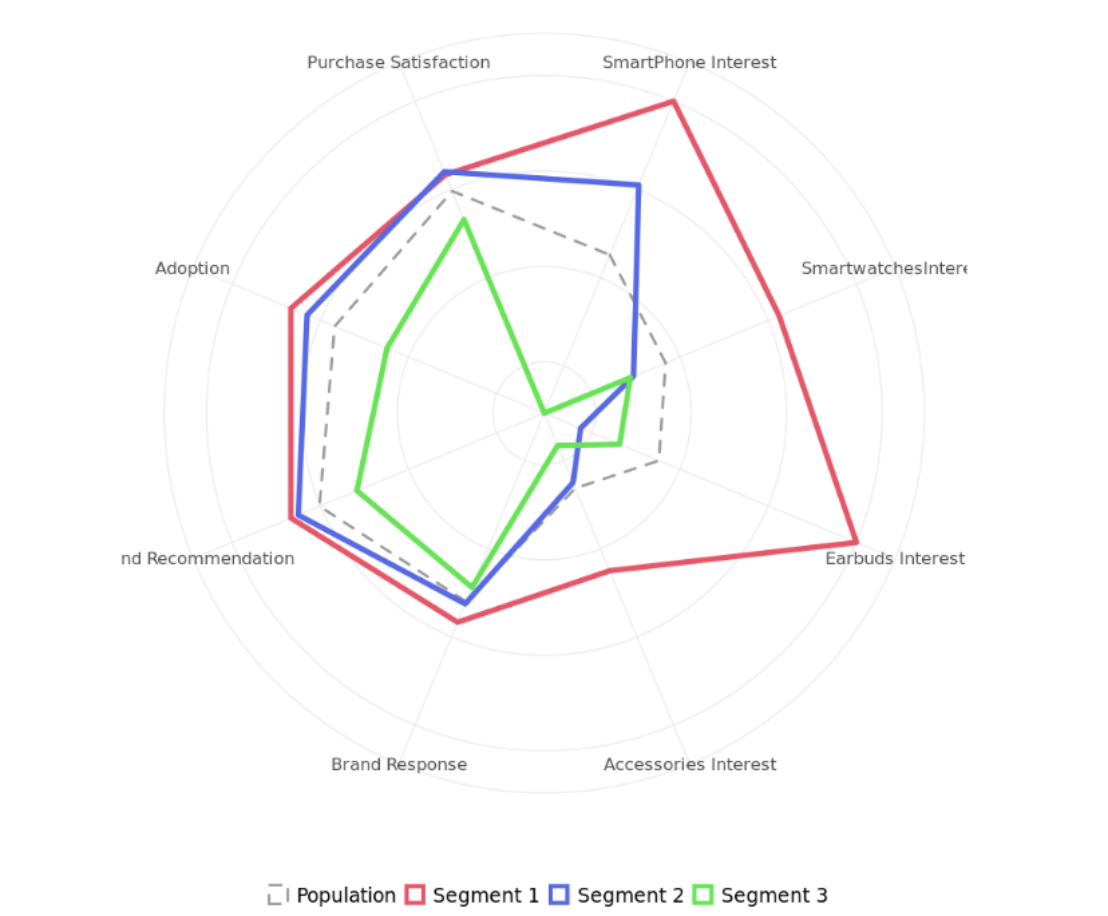 Purchase Satisfaction
SmartPhone Interest
Adoption
SmartwatchesIntere
nd Recommendation
Earbuds Interest
Brand Response
Accessories Interest
Population Segment 1 Segment 2 Segment 3